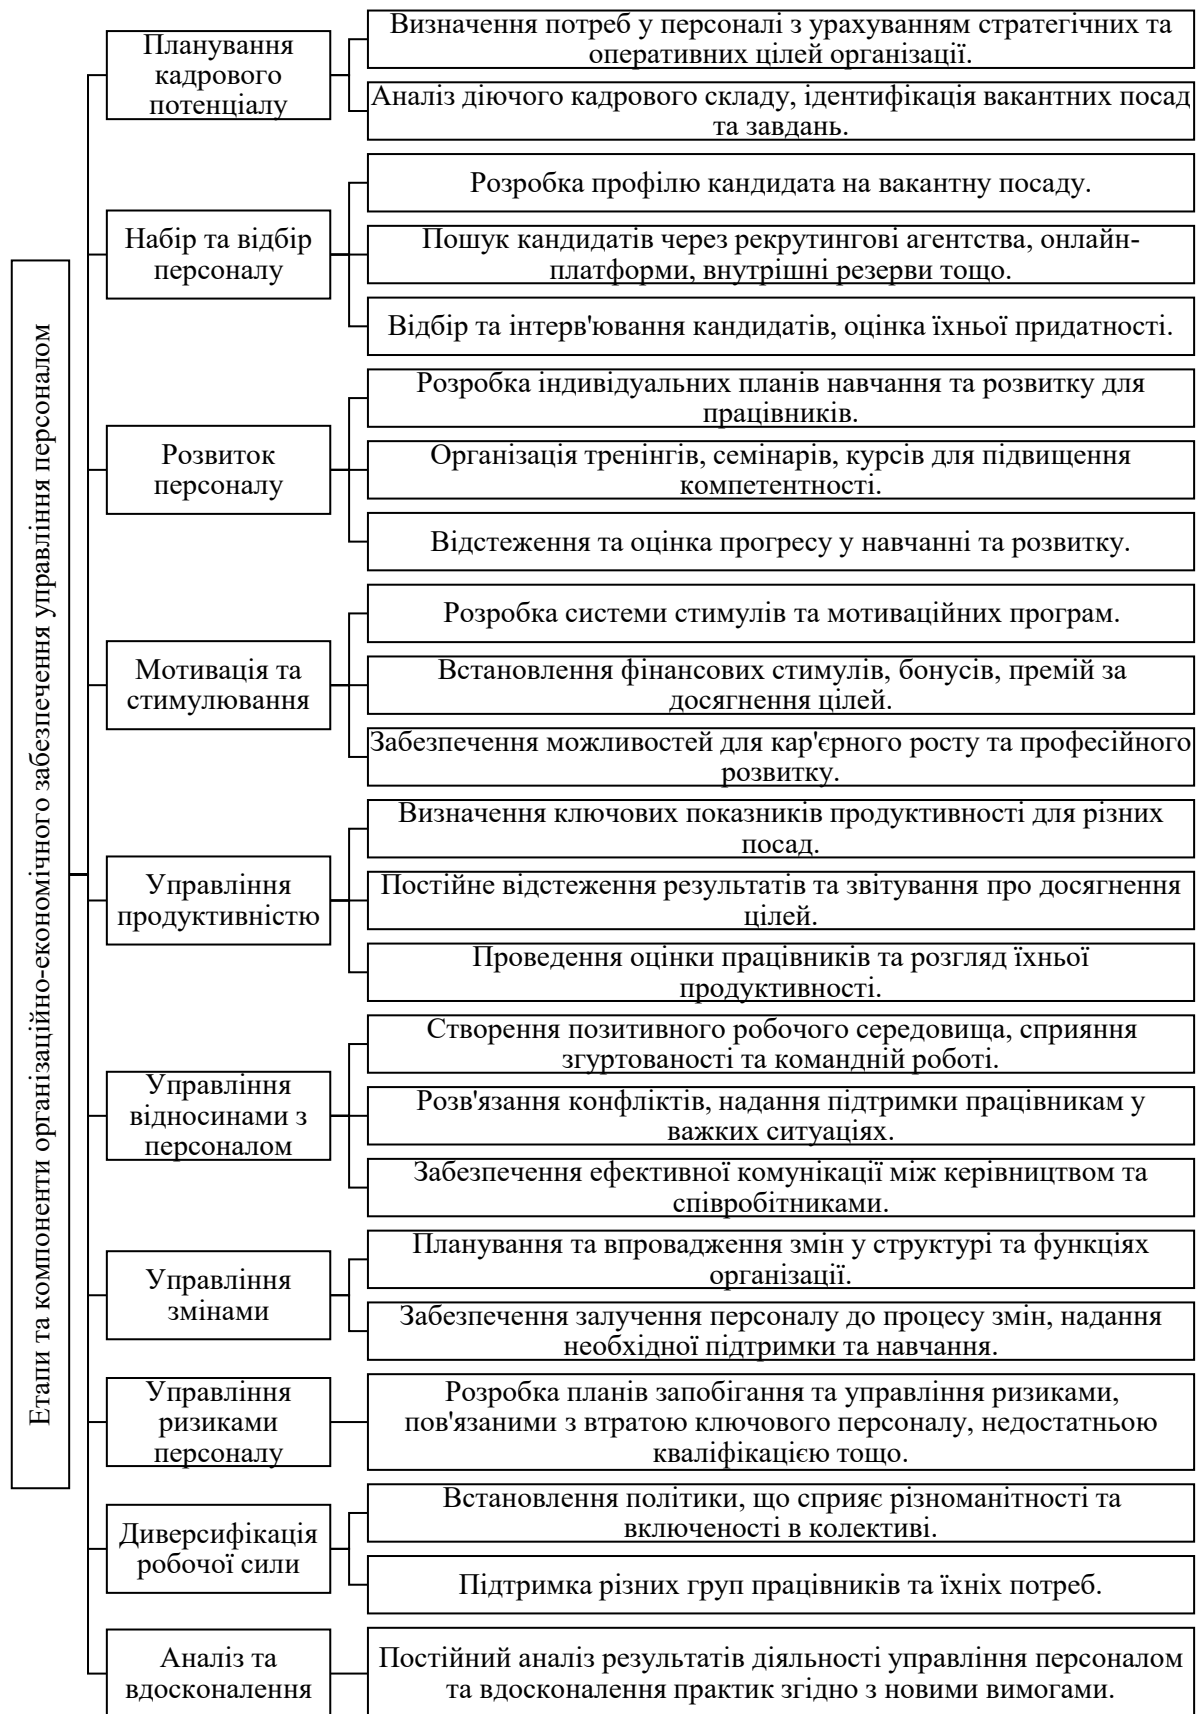 Етапи та компоненти організаційно-економічного забезпечення управління персоналом
Планування
кадрового
потенціалу
Визначення потреб у персоналі з урахуванням стратегічних та
оперативних цілей організації.
Аналіз діючого кадрового складу, ідентифікація вакантних посад
та завдань.
Набір та відбір
персоналу
Розробка профілю кандидата на вакантну посаду.
Пошук кандидатів через рекрутингові агентства, онлайн-
платформи, внутрішні резерви тощо.
Відбір та інтерв'ювання кандидатів, оцінка їхньої придатності.
Розвиток
персоналу
Розробка індивідуальних планів навчання та розвитку для
працівників.
Організація тренінгів, семінарів, курсів для підвищення
компетентності.
Відстеження та оцінка прогресу у навчанні та розвитку.
Мотивація та
стимулювання
Розробка системи стимулів та мотиваційних програм.
Встановлення фінансових стимулів, бонусів, премій за
досягнення цілей.
Забезпечення можливостей для кар'єрного росту та професійного
розвитку.
Управління
продуктивністю
Визначення ключових показників продуктивності для різних
посад.
Постійне відстеження результатів та звітування про досягнення
цілей.
Проведення оцінки працівників та розгляд їхньої
продуктивності.
Управління
відносинами з
персоналом
Створення позитивного робочого середовища, сприяння
згуртованості та командній роботі.
Розв'язання конфліктів, надання підтримки працівникам у
важких ситуаціях.
Забезпечення ефективної комунікації між керівництвом та
співробітниками.
Управління
змінами
Планування та впровадження змін у структурі та функціях
організації.
Забезпечення залучення персоналу до процесу змін, надання
необхідної підтримки та навчання.
Управління
ризиками
персоналу
Розробка планів запобігання та управління ризиками,
пов'язаними з втратою ключового персоналу, недостатньою
кваліфікацією тощо.
Диверсифікація
робочої сили
Встановлення політики, що сприяє різноманітності та
включеності в колективі.
Підтримка різних груп працівників та їхніх потреб.
Аналіз та
вдосконалення
Постійний аналіз результатів діяльності управління персоналом
та вдосконалення практик згідно з новими вимогами.